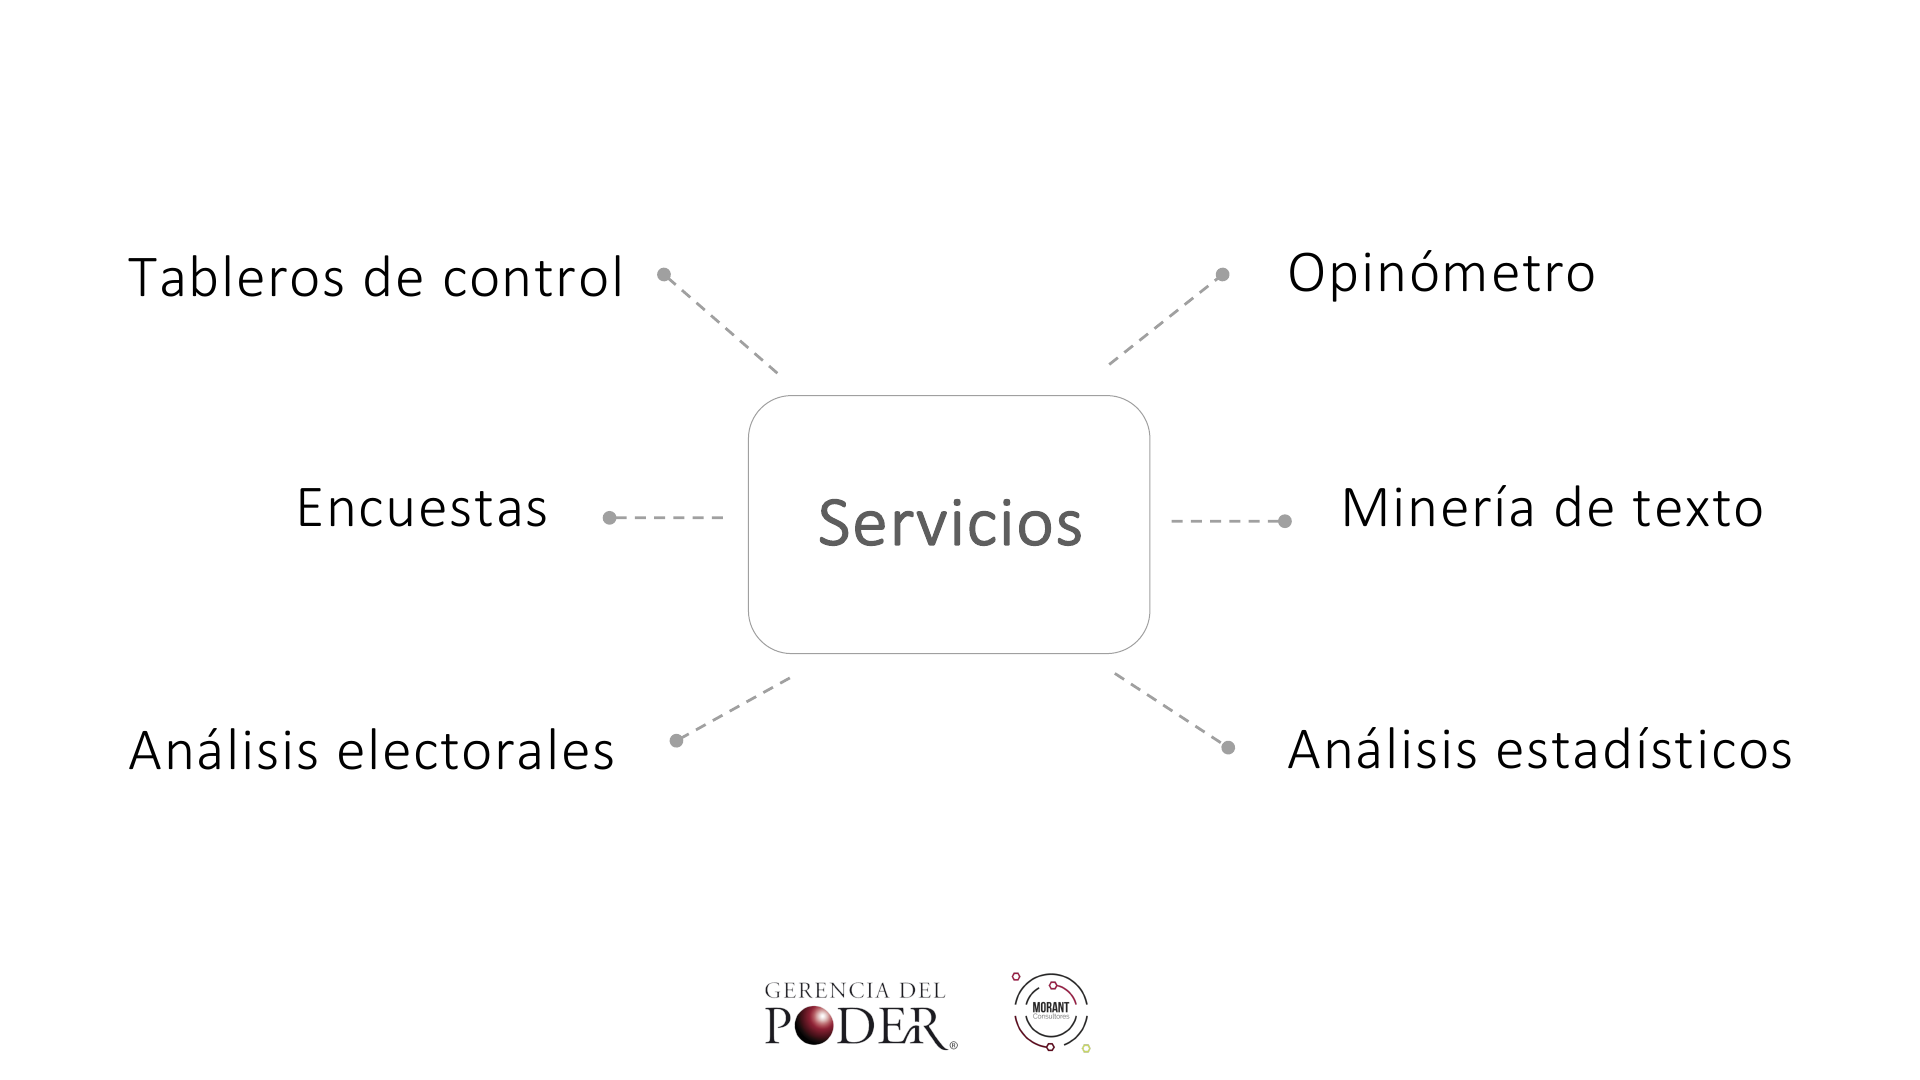 Tableros de control
Opinómetro
Encuestas
Servicios
Minería de texto
Análisis electorales
Análisis estadísticos
GERENCIA DEL
PODER®
MORANT
Consultores